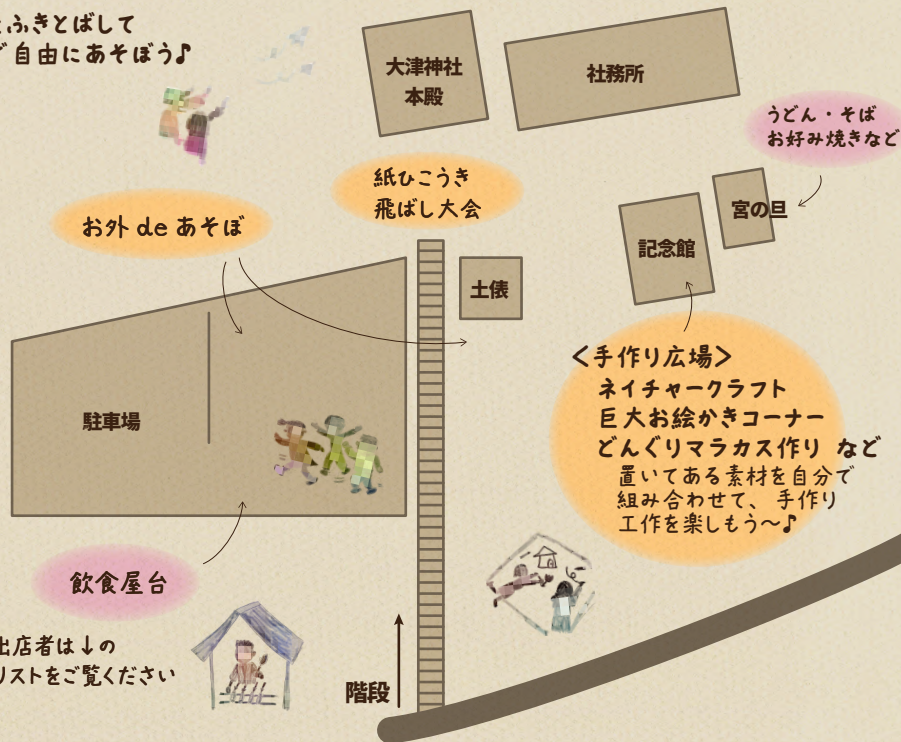 ふきとばして
自由にあそぼう♪
大津神社
本殿
社務所
うどん・そば
お好み焼きなど
紙ひこうき
飛ばし大会
お外 de あそぼ
宮の旦
記念館
土俵
<手作り広場>
ネイチャークラフト
巨大お絵かきコーナー
どんぐりマラカス作り など
置いてある素材を自分で
組み合わせて、手作り
工作を楽しもう～♪
駐車場
飲食屋台
出店者は↓の
リストをご覧ください
階段